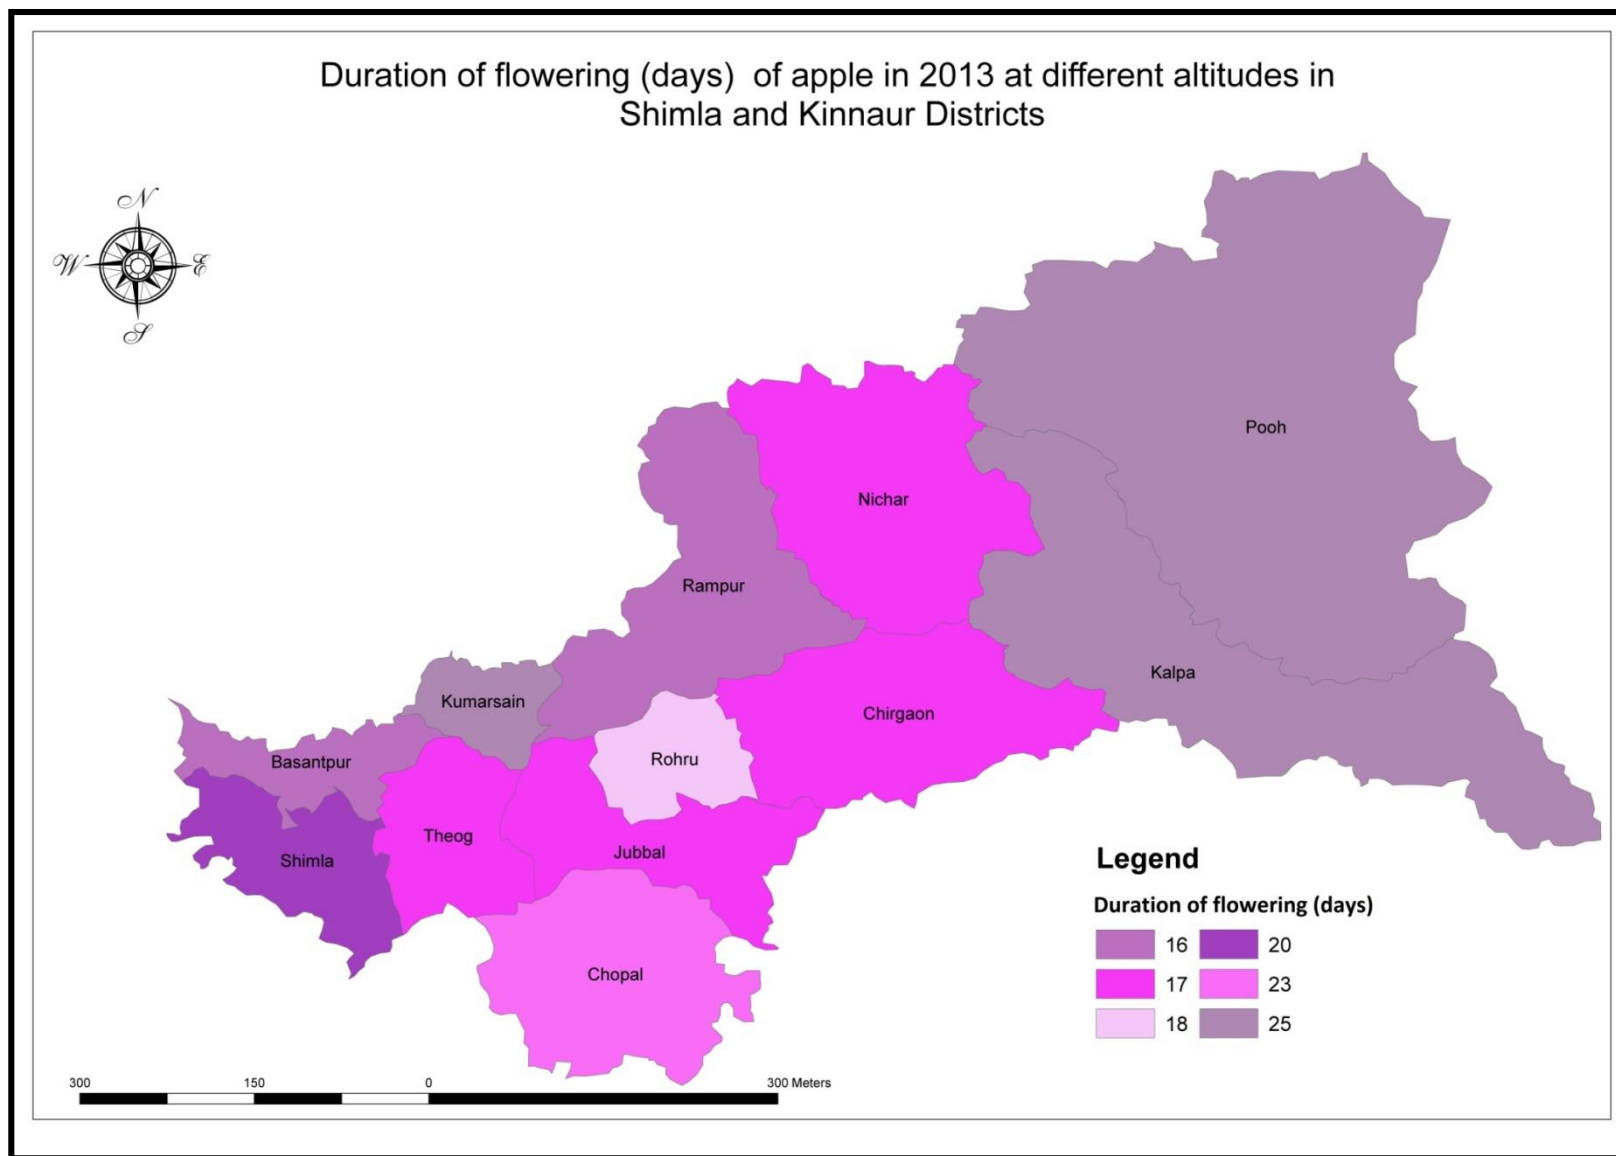 Duration of flowering (days)  of apple in 2013 at different altitudes in
Shimla and Kinnaur Districts
N
W
E
S
Pooh
Nichar
Rampur
Kalpa
Kumarsain
Chirgaon
Rohru
Basantpur
Theog
Jubbal
Shimla
Chopal
Legend
Duration of flowering (days)
16 20
17 23
18 25
300 150 0 300 Meters